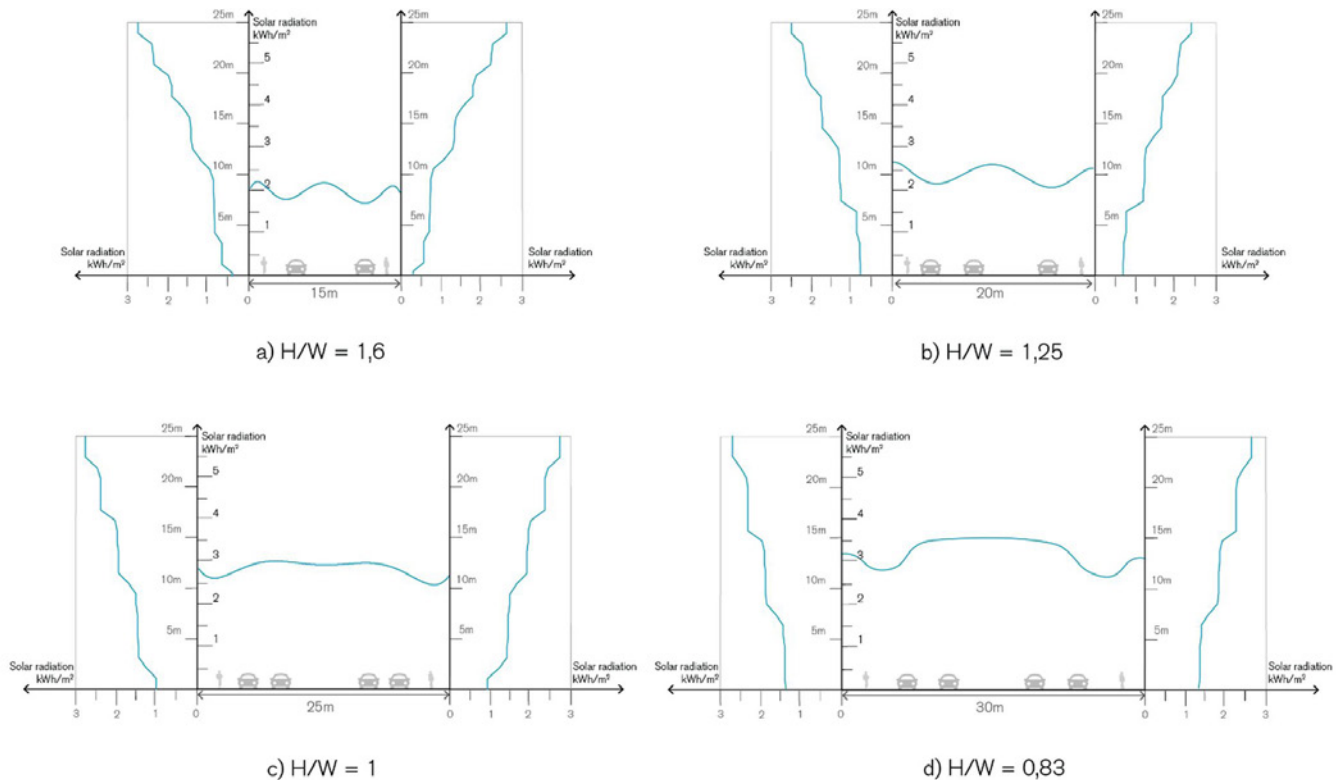 25m
Solar radiation
kWh/m²
25m
5
20m
20m
4
15m
15m
3
10m
10m
2
5m
5m
1
Solar radiation
kWh/m²
Solar radiation
kWh/m²
3 2 1 0
15m
0 1 2 3
a) H/W = 1,6
25m
Solar radiation
kWh/m²
25m
5
20m
20m
4
15m
15m
3
10m
10m
2
5m
5m
1
Solar radiation
kWh/m²
Solar radiation
kWh/m²
3 2 1 0
20m
0 1 2 3
b) H/W = 1,25
25m
Solar radiation
kWh/m²
25m
5
20m
20m
4
15m
15m
3
10m
10m
2
5m
5m
1
Solar radiation
kWh/m²
Solar radiation
kWh/m²
3 2 1 0
25m
0 1 2 3
c) H/W = 1
25m
Solar radiation
kWh/m²
25m
5
20m
20m
4
15m
15m
3
10m
10m
2
5m
5m
1
Solar radiation
kWh/m²
Solar radiation
kWh/m²
3 2 1 0
30m
0 1 2 3
d) H/W = 0,83